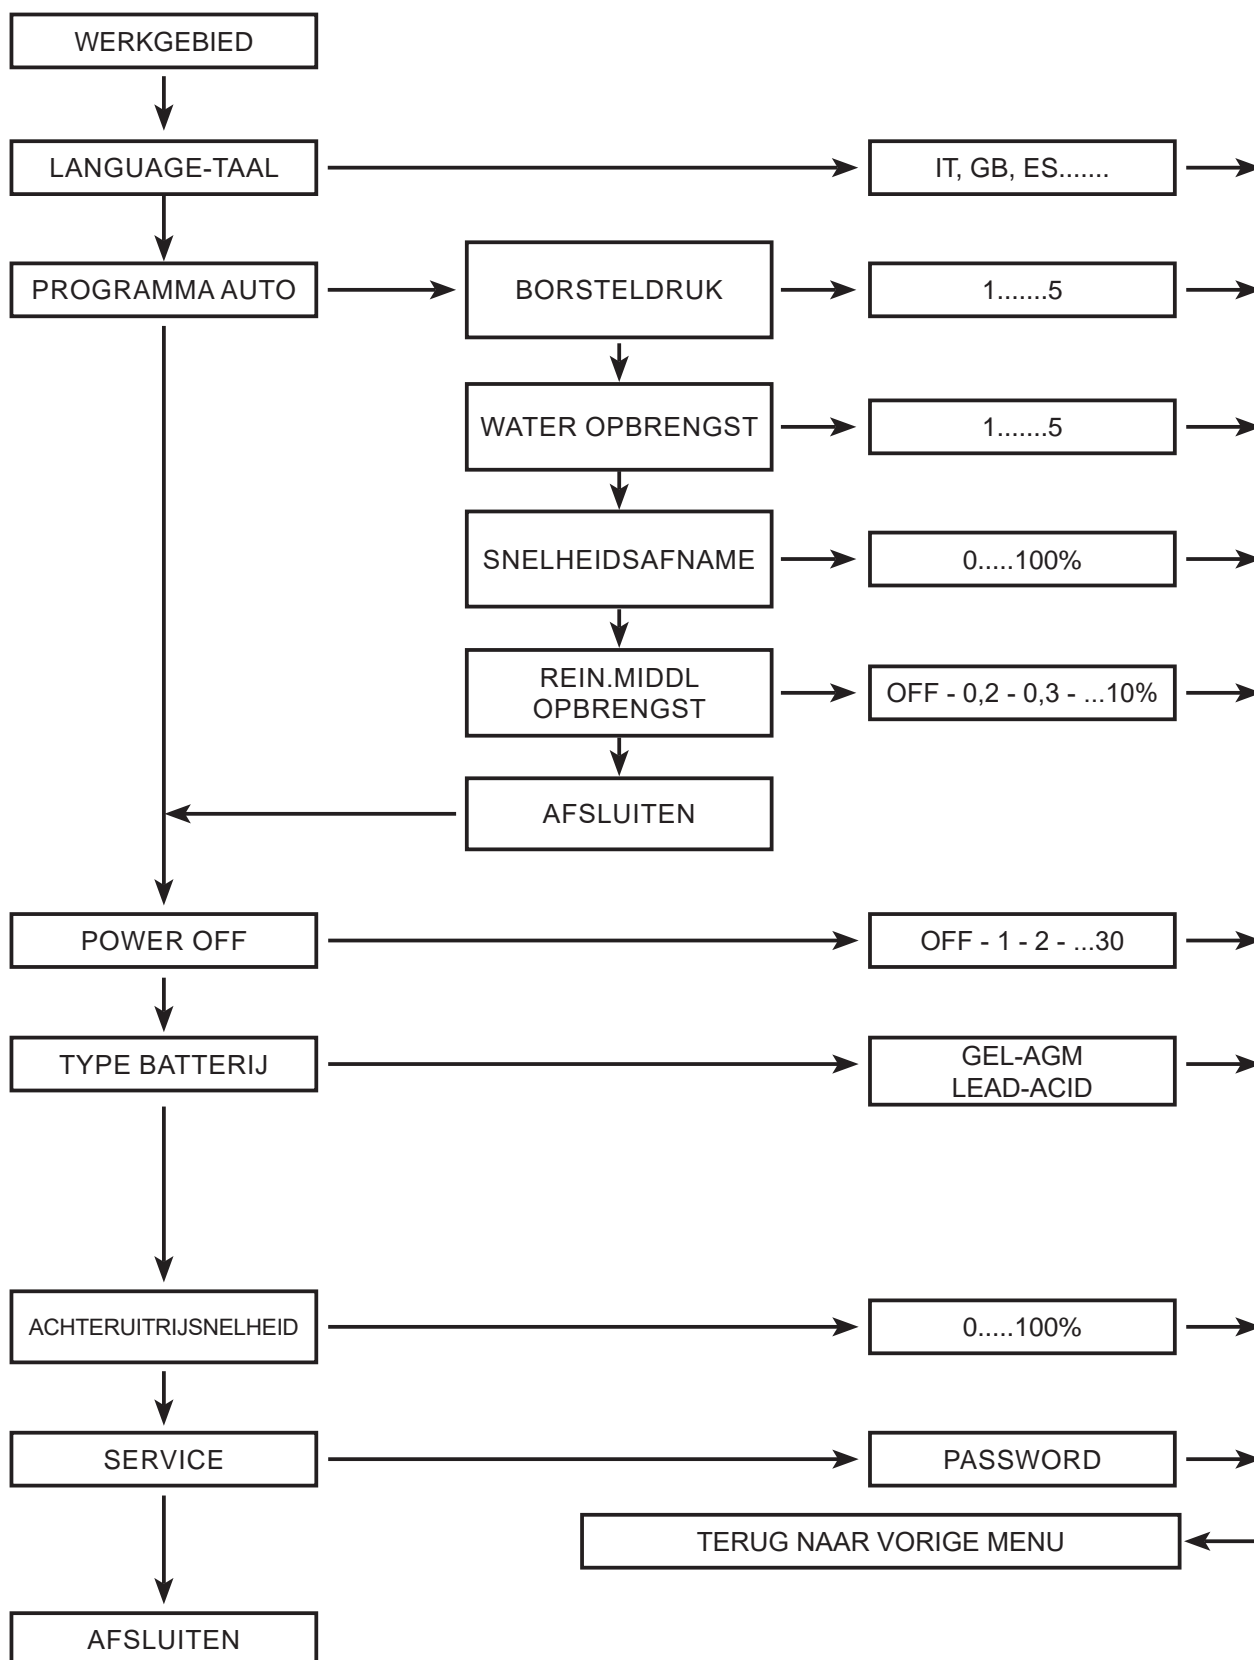 WERKGEBIED
LANGUAGE-TAAL
IT, GB, ES.......
PROGRAMMA AUTO
BORSTELDRUK
1.......5
WATER OPBRENGST
1.......5
SNELHEIDSAFNAME
0.....100%
REIN.MIDDL
OPBRENGST
OFF - 0,2 - 0,3 - ...10%
AFSLUITEN
POWER OFF
OFF - 1 - 2 - ...30
TYPE BATTERIJ
GEL-AGM
LEAD-ACID
ACHTERUITRIJSNELHEID
0.....100%
SERVICE
PASSWORD
TERUG NAAR VORIGE MENU
AFSLUITEN